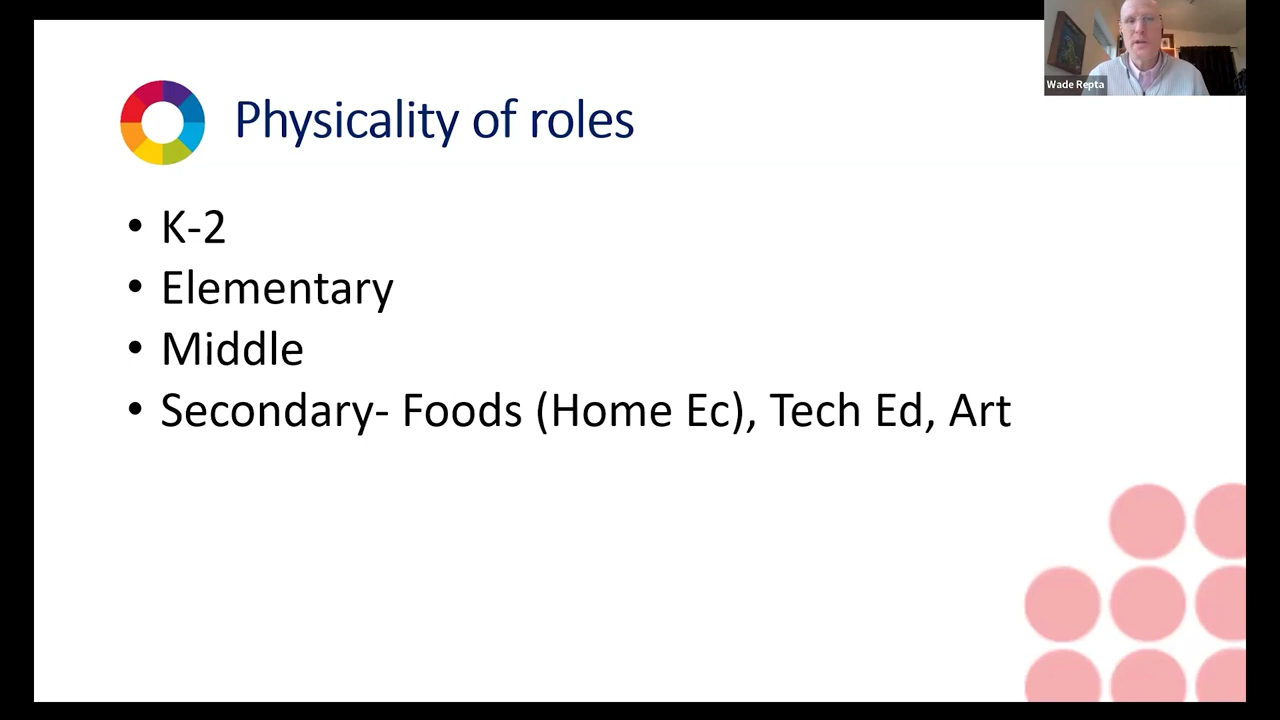 Wade Repta
Physicality of roles
• K-2
• Elementary
• Middle
• Secondary- Foods (Home Ec), Tech Ed, Art